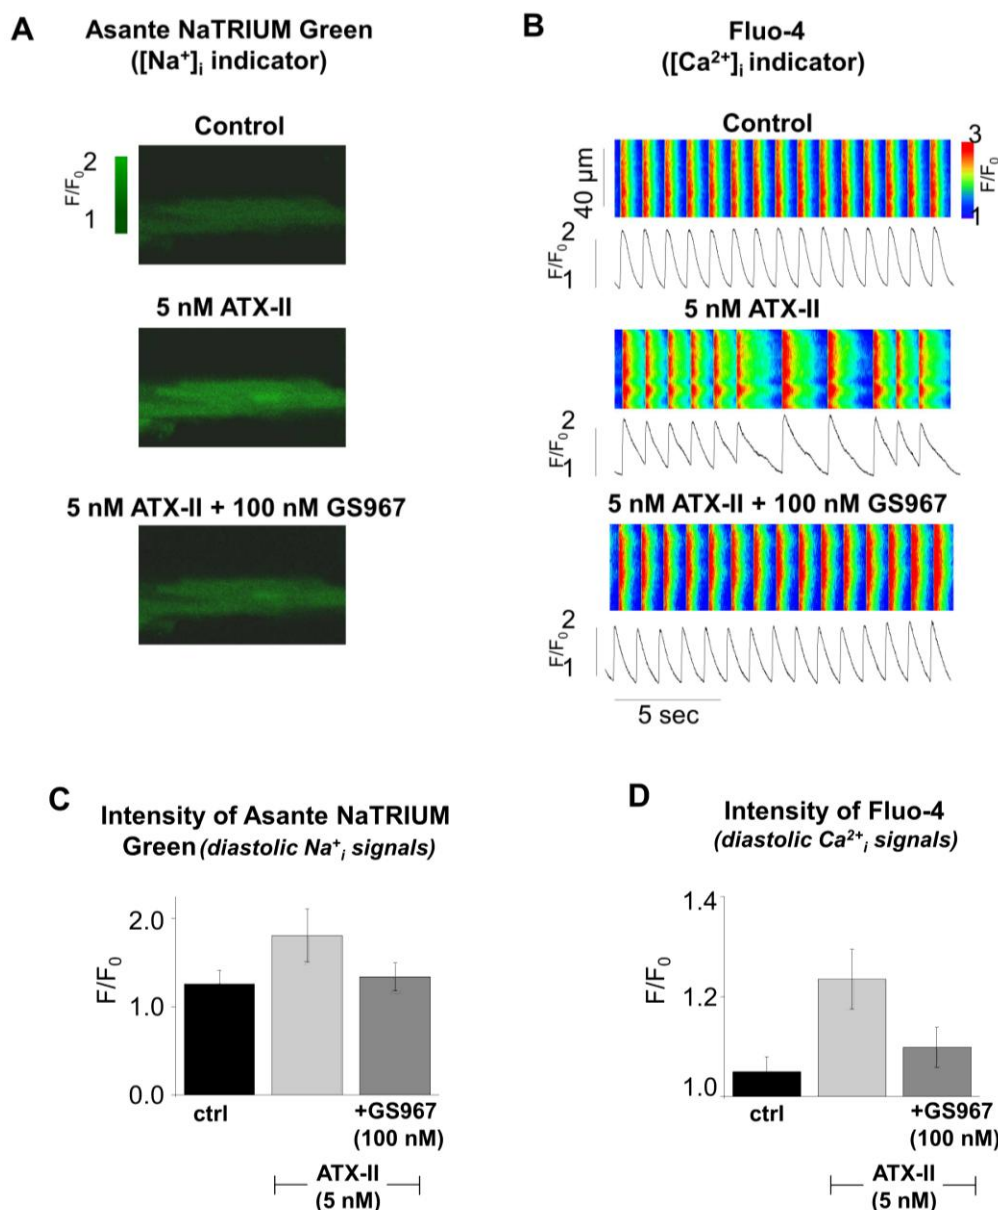 A
Asante NaTRIUM Green
([Na⁺]ᵢ indicator)
Control
F/F₀
2
1
5 nM ATX-II
5 nM ATX-II + 100 nM GS967
B
Fluo-4
([Ca²⁺]ᵢ indicator)
Control
40 µm
3
1
F/F₀
F/F₀
2
1
5 nM ATX-II
F/F₀
2
1
5 nM ATX-II + 100 nM GS967
F/F₀
2
1
5 sec
C
Intensity of Asante NaTRIUM
Green (diastolic Na⁺ᵢ signals)
F/F₀
2.0
1.0
0.0
ctrl
+GS967
(100 nM)
ATX-II
(5 nM)
D
Intensity of Fluo-4
(diastolic Ca²⁺ᵢ signals)
F/F₀
1.4
1.2
1.0
ctrl
+GS967
(100 nM)
ATX-II
(5 nM)